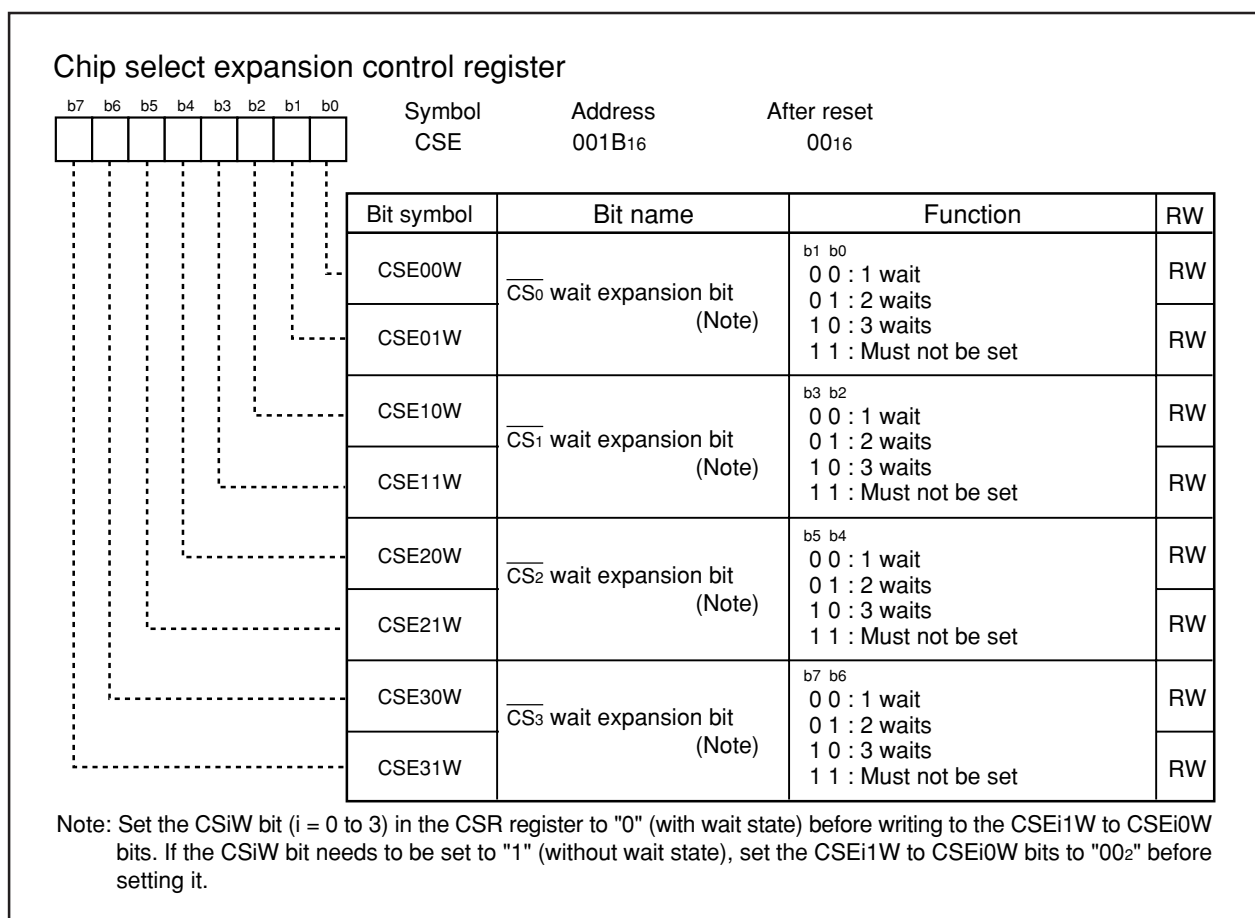 Chip select expansion control register
b7 b6 b5 b4 b3 b2 b1 b0
Symbol Address After reset
CSE 001B16 0016
Bit symbol Bit name Function RW
CSE00W RW
CSE01W RW
CS0 wait expansion bit
(Note)
b1 b0
0 0 : 1 wait
0 1 : 2 waits
1 0 : 3 waits
1 1 : Must not be set
CSE10W RW
CSE11W RW
CS1 wait expansion bit
(Note)
b3 b2
0 0 : 1 wait
0 1 : 2 waits
1 0 : 3 waits
1 1 : Must not be set
CSE20W RW
CSE21W RW
CS2 wait expansion bit
(Note)
b5 b4
0 0 : 1 wait
0 1 : 2 waits
1 0 : 3 waits
1 1 : Must not be set
CSE30W RW
CSE31W RW
CS3 wait expansion bit
(Note)
b7 b6
0 0 : 1 wait
0 1 : 2 waits
1 0 : 3 waits
1 1 : Must not be set
Note: Set the CSiW bit (i = 0 to 3) in the CSR register to "0" (with wait state) before writing to the CSEi1W to CSEi0W
bits. If the CSiW bit needs to be set to "1" (without wait state), set the CSEi1W to CSEi0W bits to "002" before
setting it.